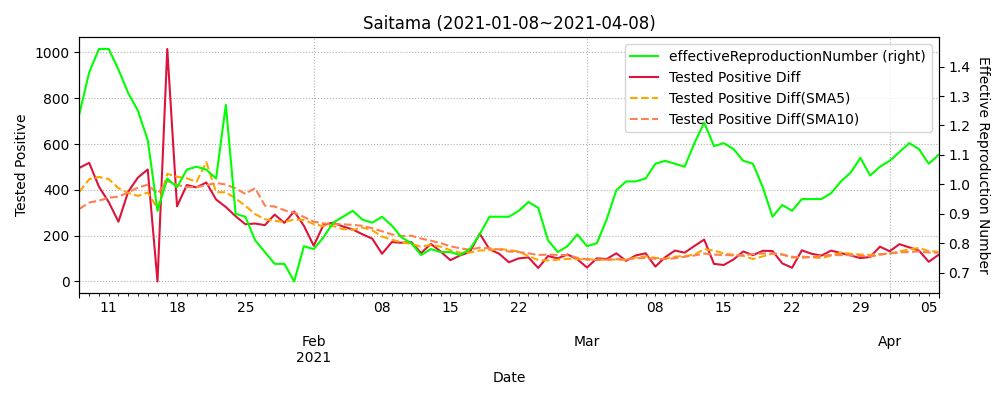 Saitama (2021-01-08~2021-04-08)
effectiveReproductionNumber (right)
Tested Positive Diff
Tested Positive Diff(SMA5)
Tested Positive Diff(SMA10)
Tested Positive
1000
800
600
400
200
0
Effective Reproduction Number
1.4
1.3
1.2
1.1
1.0
0.9
0.8
0.7
11 18 25 08 15 22 08 15 22 29 05
Feb Mar Apr
2021
Date